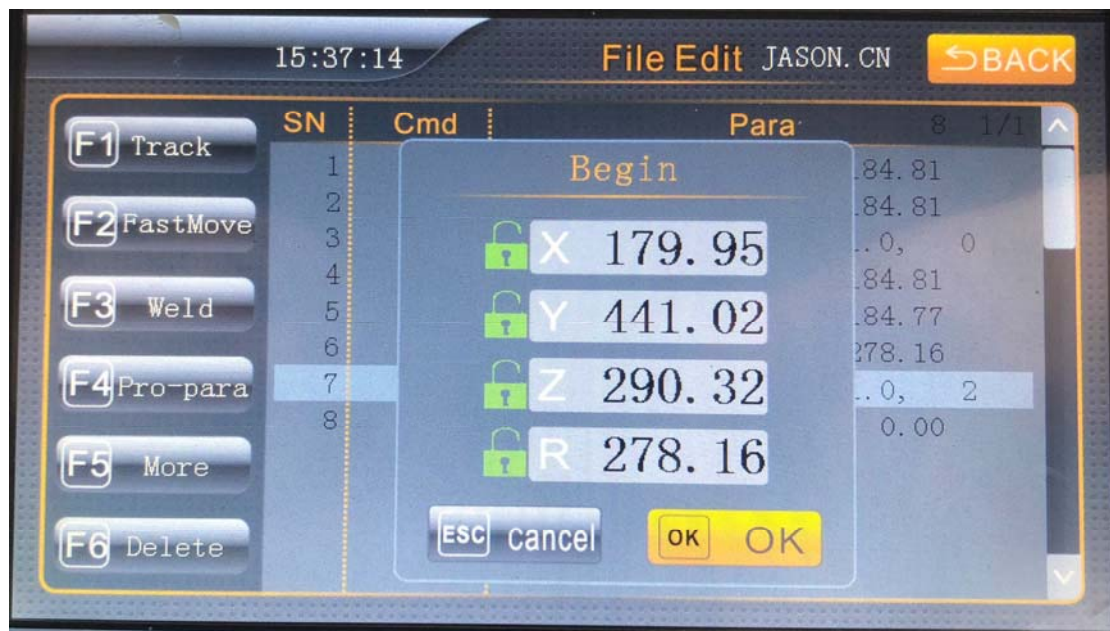 15:37:14 File Edit JASON.CN BACK
SN Cmd Para 8 1/1
F1 Track
F2 FastMove
F3 Weld
F4 Pro-para
F5 More
F6 Delete
1 .84.81
2 .84.81
3 .0, 0
4 .84.81
5 .84.77
6 278.16
7 .0, 2
8 0.00
Begin
X 179.95
Y 441.02
Z 290.32
R 278.16
ESC cancel OK OK